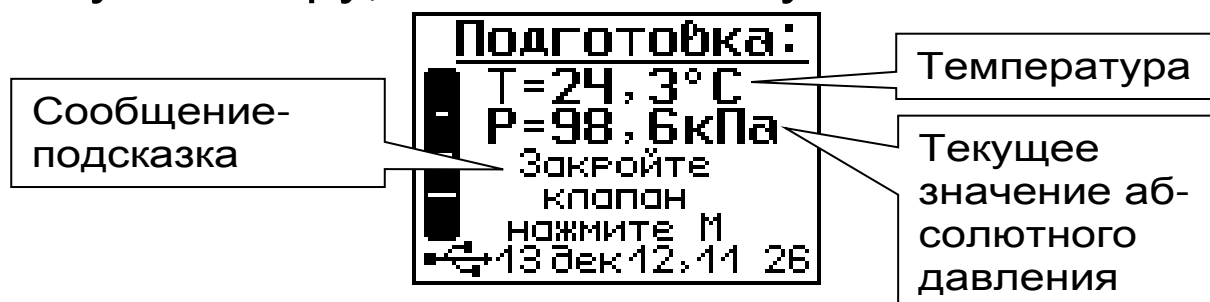 Подготовка:
T=24,3°C
P=98,6кПа
Закройте
клапан
нажмите М
13 дек 12, 11 26
Сообщение-
подсказка
Температура
Текущее
значение аб-
солютного
давления